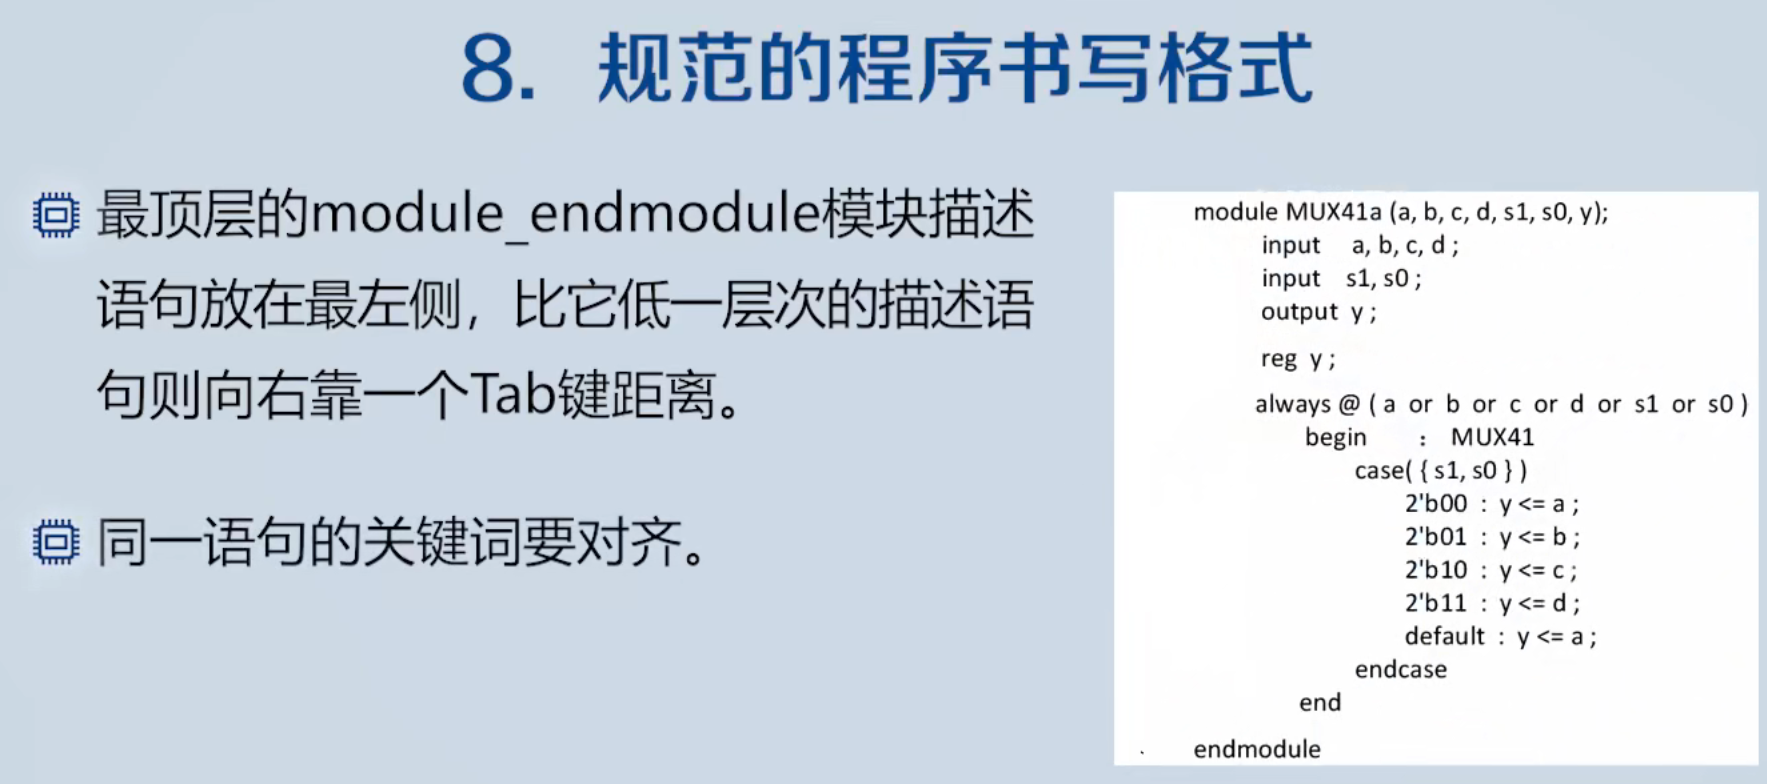 8. 规范的程序书写格式
最顶层的module_endmodule模块描述
语句放在最左侧，比它低一层次的描述语
句则向右靠一个Tab键距离。
同一语句的关键词要对齐。
module MUX41a (a, b, c, d, s1, s0, y);
input a, b, c, d ;
input s1, s0 ;
output y ;
reg y ;
always @ ( a or b or c or d or s1 or s0 )
begin : MUX41
case( { s1, s0 } )
2'b00 : y <= a ;
2'b01 : y <= b ;
2'b10 : y <= c ;
2'b11 : y <= d ;
default : y <= a ;
endcase
end
endmodule